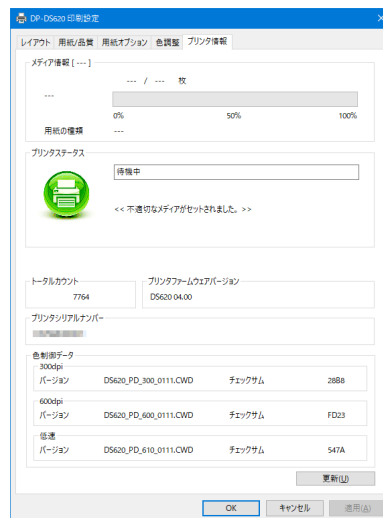 DP-DS620 印刷設定
レイアウト 用紙/品質 用紙オプション 色調整 プリンタ情報
メディア情報 [ --- ]
--- / --- 枚
---
0% 50% 100%
用紙の種類 ---
プリンタステータス
待機中
<< 不適切なメディアがセットされました。 >>
トータルカウント プリンタファームウェアバージョン
7764 DS620 04.00
プリンタシリアルナンバー
色制御データ
300dpi
バージョン DS620_PD_300_0111.CWD チェックサム 28B8
600dpi
バージョン DS620_PD_600_0111.CWD チェックサム FD23
低速
バージョン DS620_PD_610_0111.CWD チェックサム 547A
更新(U)
OK キャンセル 適用(A)